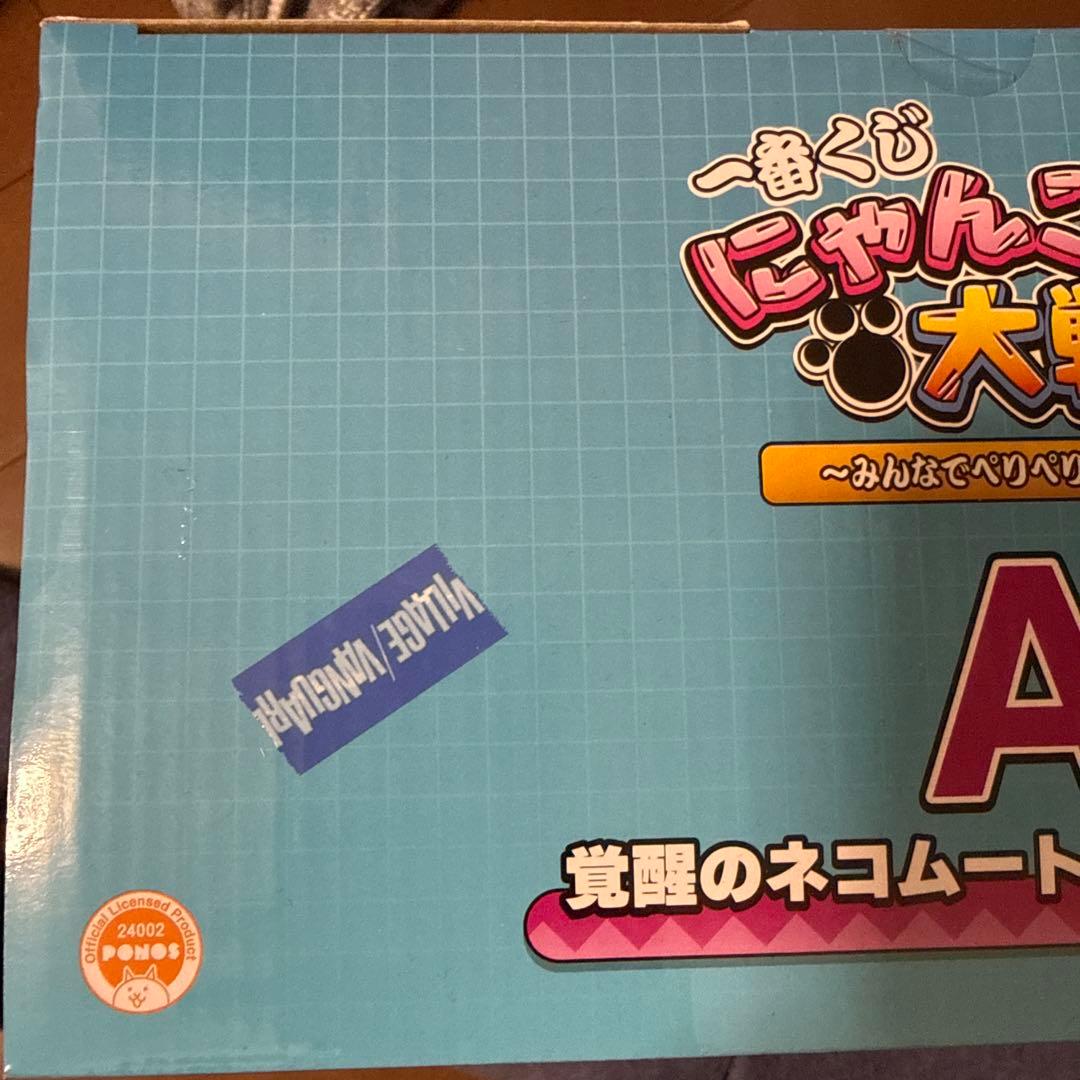 一番くじ
にゃんこ
大戦
～みんなでぺりぺり
VILLAGE/VANGUARD
A
覚醒のネコムート
Official Licensed Product
24002
PONOS